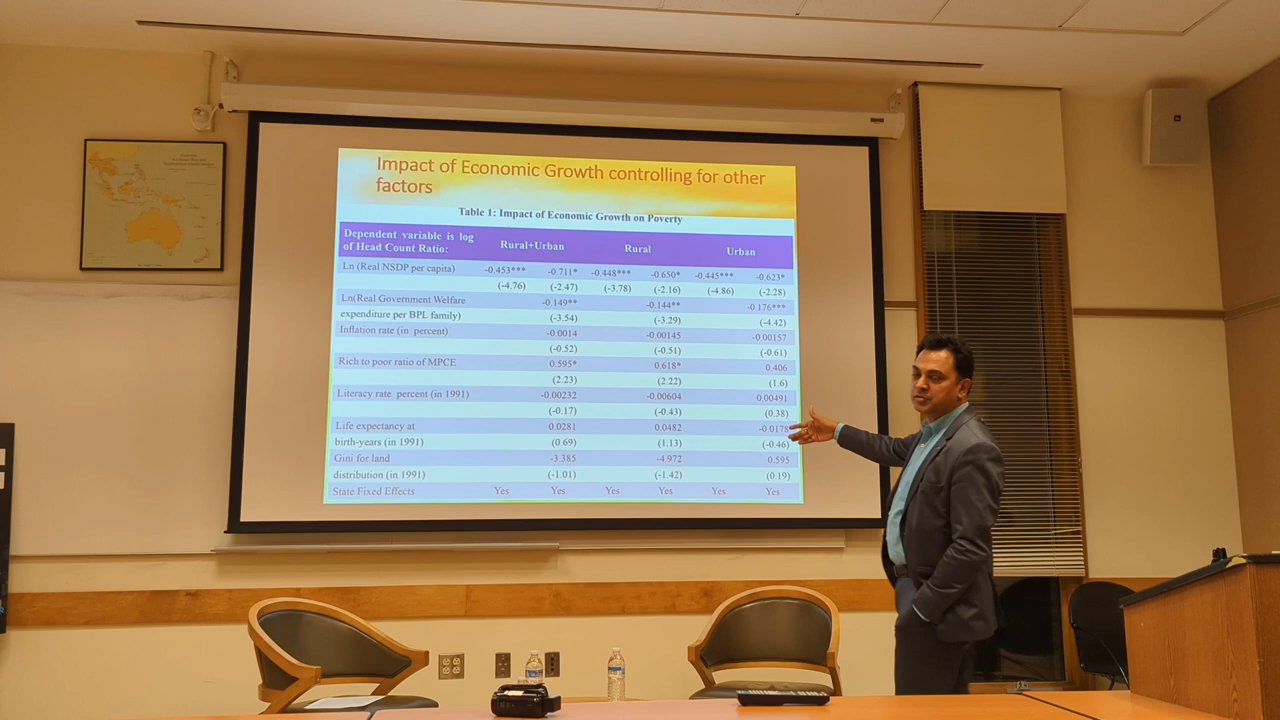 Impact of Economic Growth controlling for other
factors
Table 1: Impact of Economic Growth on Poverty
Dependent variable is log
of Head Count Ratio: Rural+Urban Rural Urban
Ln (Real NSDP per capita) -0.453*** -0.711* -0.448*** -0.650* -0.445*** -0.623*
(-4.76) (-2.47) (-3.78) (-2.16) (-4.86) (-2.28)
Ln(Real Government Welfare -0.149** -0.144** -0.176***
expenditure per BPL family) (-3.54) (-3.29) (-4.42)
Inflation rate (in percent) -0.0014 -0.00145 -0.00157
(-0.52) (-0.51) (-0.61)
Rich to poor ratio of MPCE 0.595* 0.618* 0.406
(2.23) (2.22) (1.6)
Literacy rate percent (in 1991) -0.00232 -0.00604 0.00491
(-0.17) (-0.43) (0.38)
Life expectancy at 0.0281 0.0482 -0.0178
birth-years (in 1991) (0.69) (1.13) (-0.46)
Gini for land -3.385 -4.972 0.595
distribution (in 1991) (-1.01) (-1.42) (0.19)
State Fixed Effects Yes Yes Yes Yes Yes Yes